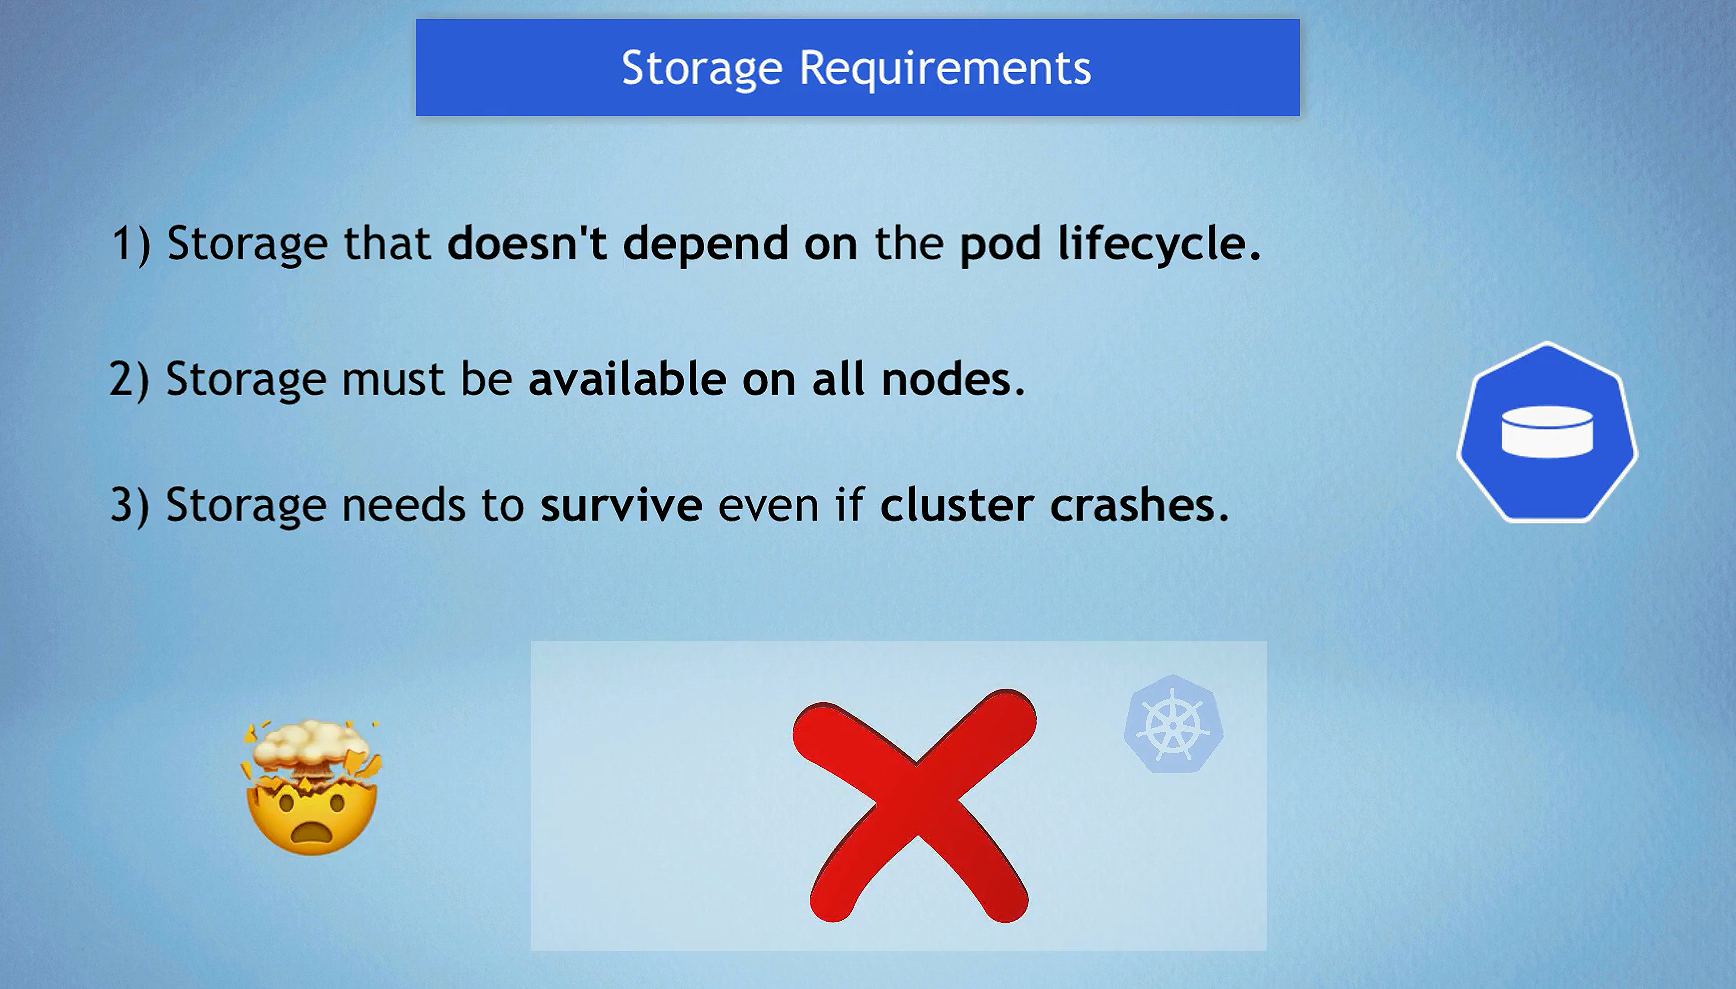 Storage Requirements
1) Storage that doesn't depend on the pod lifecycle.
2) Storage must be available on all nodes.
3) Storage needs to survive even if cluster crashes.